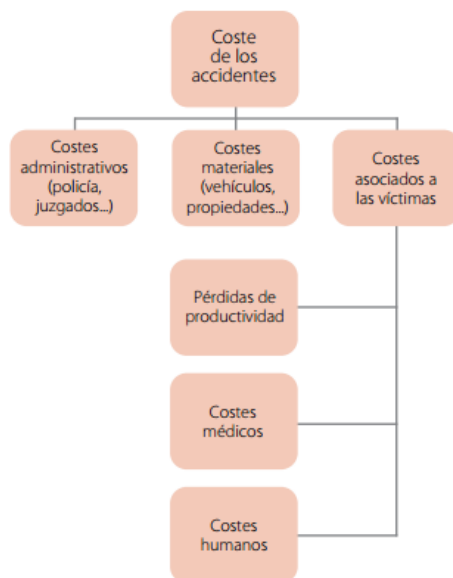 Coste
de los
accidentes
Costes
administrativos
(policía,
juzgados...)
Costes
materiales
(vehículos,
propiedades...)
Costes
asociados a
las víctimas
Pérdidas de
productividad
Costes
médicos
Costes
humanos